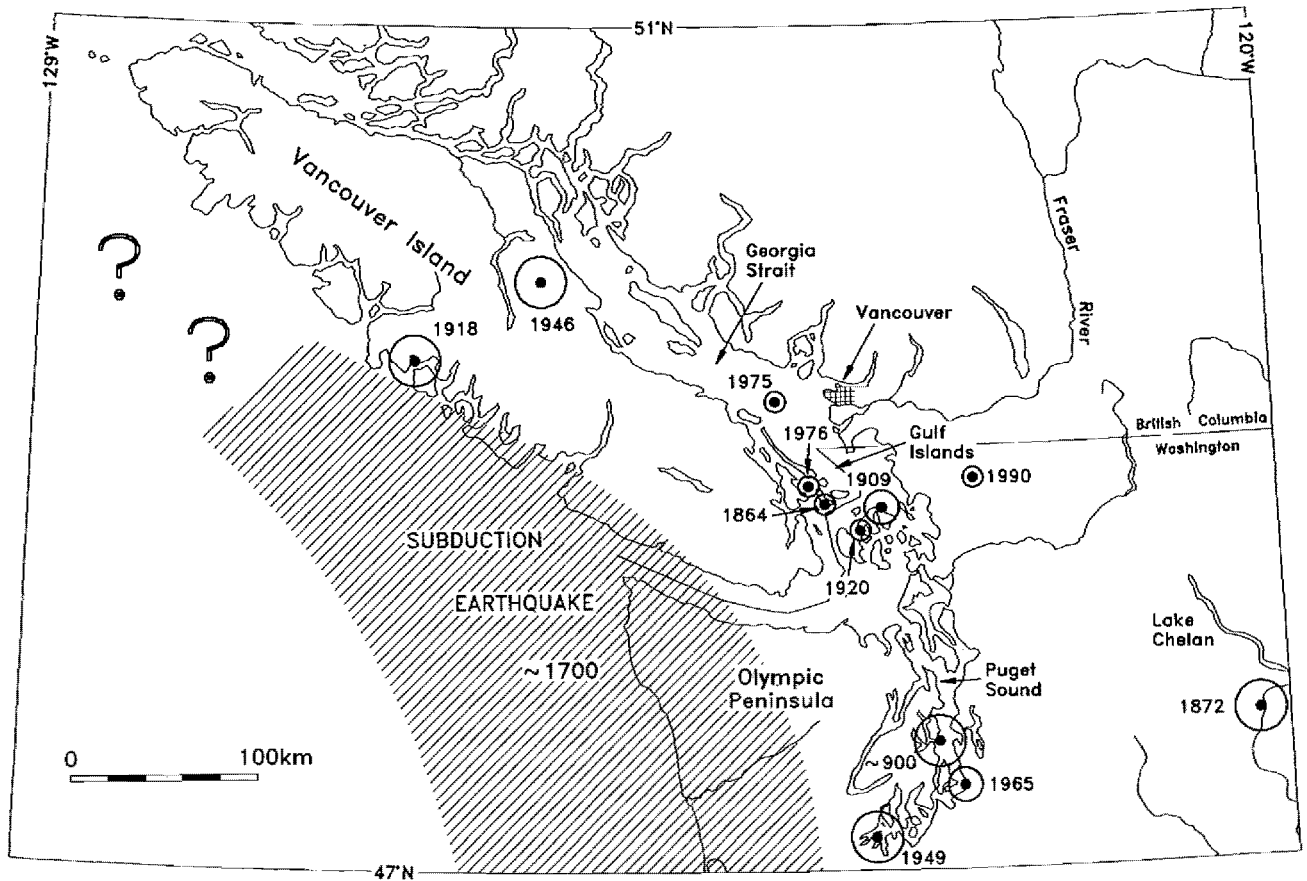 51°N
129°W
120°W
Vancouver Island
?
?
Georgia
Strait
Vancouver
Fraser
River
1946
1918
1975
1976
Gulf
Islands
1909
1864
1920
1990
British Columbia
Washington
SUBDUCTION
EARTHQUAKE
~1700
Olympic
Peninsula
Puget
Sound
Lake
Chelan
1872
~900
1965
1949
0 100km
47°N